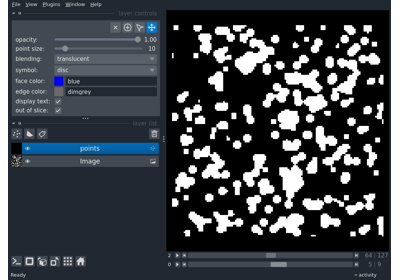 File View Plugins Window Help
layer controls
opacity: 1.00
point size: 10
blending: translucent
symbol: disc
face color: blue
edge color: dimgrey
display text:
out of slice:
layer list
points
Image
2 64 127
0 5 9
Ready
activity